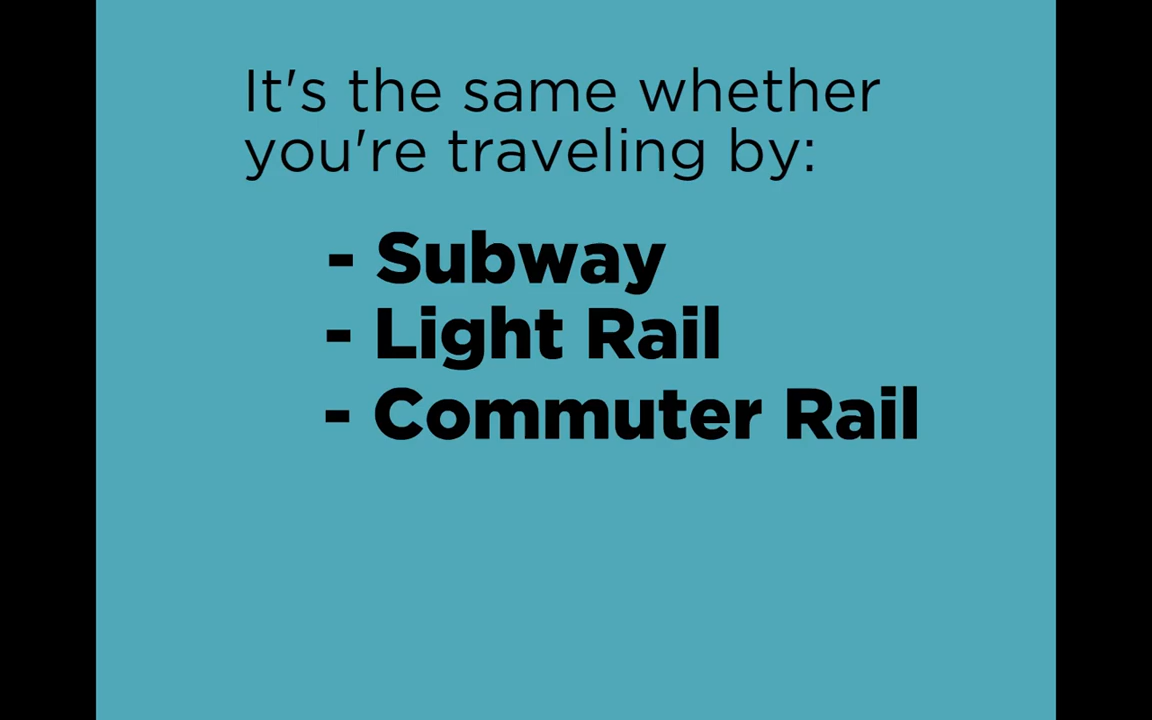 It's the same whether
you're traveling by:
- Subway
- Light Rail
- Commuter Rail